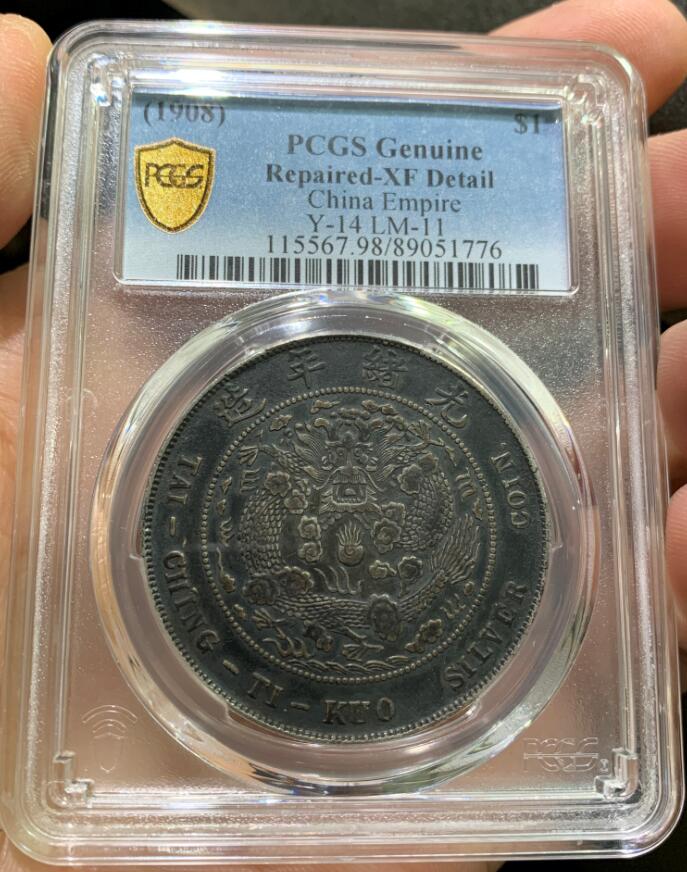 (1908) $1
PCGS Genuine
PCGS
Repaired-XF Detail
China Empire
Y-14 LM-11
115567.98/89051776
造年緒光
TAI-CHING-TI-KUO SILVER COIN
PCGS